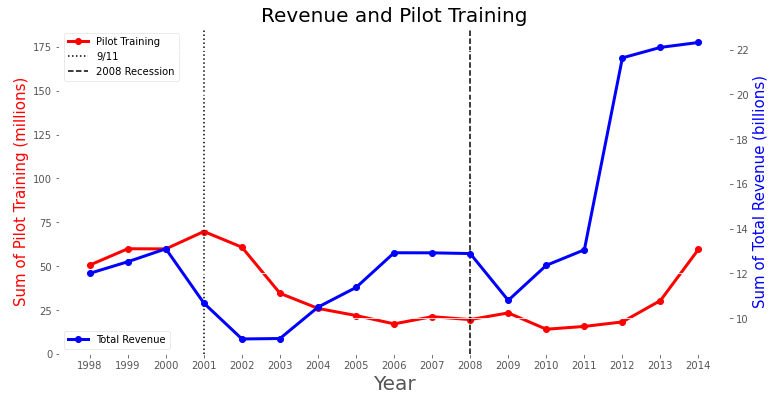 Revenue and Pilot Training
Pilot Training
9/11
2008 Recession
Total Revenue
Sum of Pilot Training (millions)
175
150
125
100
75
50
25
0
22
20
18
16
14
12
10
Sum of Total Revenue (billions)
1998 1999 2000 2001 2002 2003 2004 2005 2006 2007 2008 2009 2010 2011 2012 2013 2014
Year